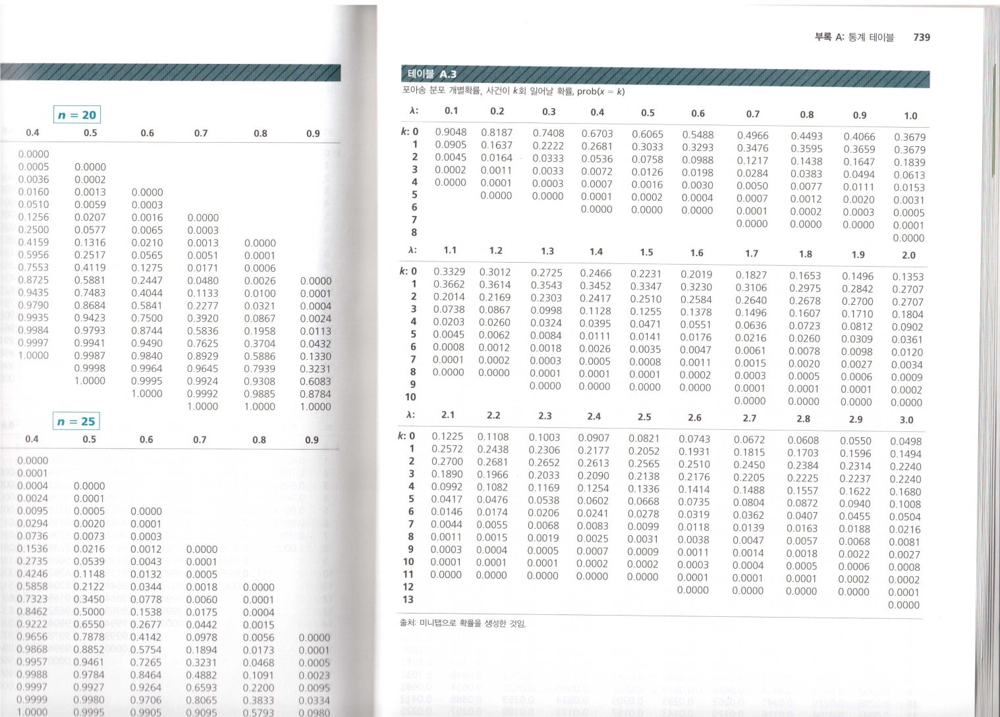 n = 20
0.4 0.5 0.6 0.7 0.8 0.9
0.0000
0.0005 0.0000
0.0036 0.0002
0.0160 0.0013 0.0000
0.0510 0.0059 0.0003
0.1256 0.0207 0.0016 0.0000
0.2500 0.0577 0.0065 0.0003
0.4159 0.1316 0.0210 0.0013 0.0000
0.5956 0.2517 0.0565 0.0051 0.0001
0.7553 0.4119 0.1275 0.0171 0.0006
0.8725 0.5881 0.2447 0.0480 0.0026 0.0000
0.9435 0.7483 0.4044 0.1133 0.0100 0.0001
0.9790 0.8684 0.5841 0.2277 0.0321 0.0004
0.9935 0.9423 0.7500 0.3920 0.0867 0.0024
0.9984 0.9793 0.8744 0.5836 0.1958 0.0113
0.9997 0.9941 0.9490 0.7625 0.3704 0.0432
1.0000 0.9987 0.9840 0.8929 0.5886 0.1330
0.9998 0.9964 0.9645 0.7939 0.3231
1.0000 0.9995 0.9924 0.9308 0.6083
1.0000 0.9992 0.9885 0.8784
1.0000 1.0000 1.0000
n = 25
0.4 0.5 0.6 0.7 0.8 0.9
0.0000
0.0001
0.0004 0.0000
0.0024 0.0001
0.0095 0.0005 0.0000
0.0294 0.0020 0.0001
0.0736 0.0073 0.0003
0.1536 0.0216 0.0012 0.0000
0.2735 0.0539 0.0043 0.0001
0.4246 0.1148 0.0132 0.0005
0.5858 0.2122 0.0344 0.0018 0.0000
0.7323 0.3450 0.0778 0.0060 0.0001
0.8462 0.5000 0.1538 0.0175 0.0004
0.9222 0.6550 0.2677 0.0442 0.0015
0.9656 0.7878 0.4142 0.0978 0.0056 0.0000
0.9868 0.8852 0.5754 0.1894 0.0173 0.0001
0.9957 0.9461 0.7265 0.3231 0.0468 0.0005
0.9988 0.9784 0.8464 0.4882 0.1091 0.0023
0.9997 0.9927 0.9264 0.6593 0.2200 0.0095
0.9999 0.9980 0.9706 0.8065 0.3833 0.0334
1.0000 0.9995 0.9905 0.9095 0.5793 0.0980
부록 A: 통계 테이블 739
테이블 A.3
포아송 분포 개별확률, 사건이 k회 일어날 확률, prob(x = k)
λ: 0.1 0.2 0.3 0.4 0.5 0.6 0.7 0.8 0.9 1.0
k: 0 0.9048 0.8187 0.7408 0.6703 0.6065 0.5488 0.4966 0.4493 0.4066 0.3679
1 0.0905 0.1637 0.2222 0.2681 0.3033 0.3293 0.3476 0.3595 0.3659 0.3679
2 0.0045 0.0164 0.0333 0.0536 0.0758 0.0988 0.1217 0.1438 0.1647 0.1839
3 0.0002 0.0011 0.0033 0.0072 0.0126 0.0198 0.0284 0.0383 0.0494 0.0613
4 0.0000 0.0001 0.0003 0.0007 0.0016 0.0030 0.0050 0.0077 0.0111 0.0153
5 0.0000 0.0000 0.0001 0.0002 0.0004 0.0007 0.0012 0.0020 0.0031
6 0.0000 0.0000 0.0000 0.0001 0.0002 0.0003 0.0005
7 0.0000 0.0000 0.0000 0.0001
8 0.0000
λ: 1.1 1.2 1.3 1.4 1.5 1.6 1.7 1.8 1.9 2.0
k: 0 0.3329 0.3012 0.2725 0.2466 0.2231 0.2019 0.1827 0.1653 0.1496 0.1353
1 0.3662 0.3614 0.3543 0.3452 0.3347 0.3230 0.3106 0.2975 0.2842 0.2707
2 0.2014 0.2169 0.2303 0.2417 0.2510 0.2584 0.2640 0.2678 0.2700 0.2707
3 0.0738 0.0867 0.0998 0.1128 0.1255 0.1378 0.1496 0.1607 0.1710 0.1804
4 0.0203 0.0260 0.0324 0.0395 0.0471 0.0551 0.0636 0.0723 0.0812 0.0902
5 0.0045 0.0062 0.0084 0.0111 0.0141 0.0176 0.0216 0.0260 0.0309 0.0361
6 0.0008 0.0012 0.0018 0.0026 0.0035 0.0047 0.0061 0.0078 0.0098 0.0120
7 0.0001 0.0002 0.0003 0.0005 0.0008 0.0011 0.0015 0.0020 0.0027 0.0034
8 0.0000 0.0000 0.0001 0.0001 0.0001 0.0002 0.0003 0.0005 0.0006 0.0009
9 0.0000 0.0000 0.0000 0.0000 0.0001 0.0001 0.0001 0.0002
10 0.0000 0.0000 0.0000 0.0000
λ: 2.1 2.2 2.3 2.4 2.5 2.6 2.7 2.8 2.9 3.0
k: 0 0.1225 0.1108 0.1003 0.0907 0.0821 0.0743 0.0672 0.0608 0.0550 0.0498
1 0.2572 0.2438 0.2306 0.2177 0.2052 0.1931 0.1815 0.1703 0.1596 0.1494
2 0.2700 0.2681 0.2652 0.2613 0.2565 0.2510 0.2450 0.2384 0.2314 0.2240
3 0.1890 0.1966 0.2033 0.2090 0.2138 0.2176 0.2205 0.2225 0.2237 0.2240
4 0.0992 0.1082 0.1169 0.1254 0.1336 0.1414 0.1488 0.1557 0.1622 0.1680
5 0.0417 0.0476 0.0538 0.0602 0.0668 0.0735 0.0804 0.0872 0.0940 0.1008
6 0.0146 0.0174 0.0206 0.0241 0.0278 0.0319 0.0362 0.0407 0.0455 0.0504
7 0.0044 0.0055 0.0068 0.0083 0.0099 0.0118 0.0139 0.0163 0.0188 0.0216
8 0.0011 0.0015 0.0019 0.0025 0.0031 0.0038 0.0047 0.0057 0.0068 0.0081
9 0.0003 0.0004 0.0005 0.0007 0.0009 0.0011 0.0014 0.0018 0.0022 0.0027
10 0.0001 0.0001 0.0001 0.0002 0.0002 0.0003 0.0004 0.0005 0.0006 0.0008
11 0.0000 0.0000 0.0000 0.0000 0.0000 0.0001 0.0001 0.0001 0.0002 0.0002
12 0.0000 0.0000 0.0000 0.0000 0.0001
13 0.0000
출처: 미니탭으로 확률을 생성한 것임.